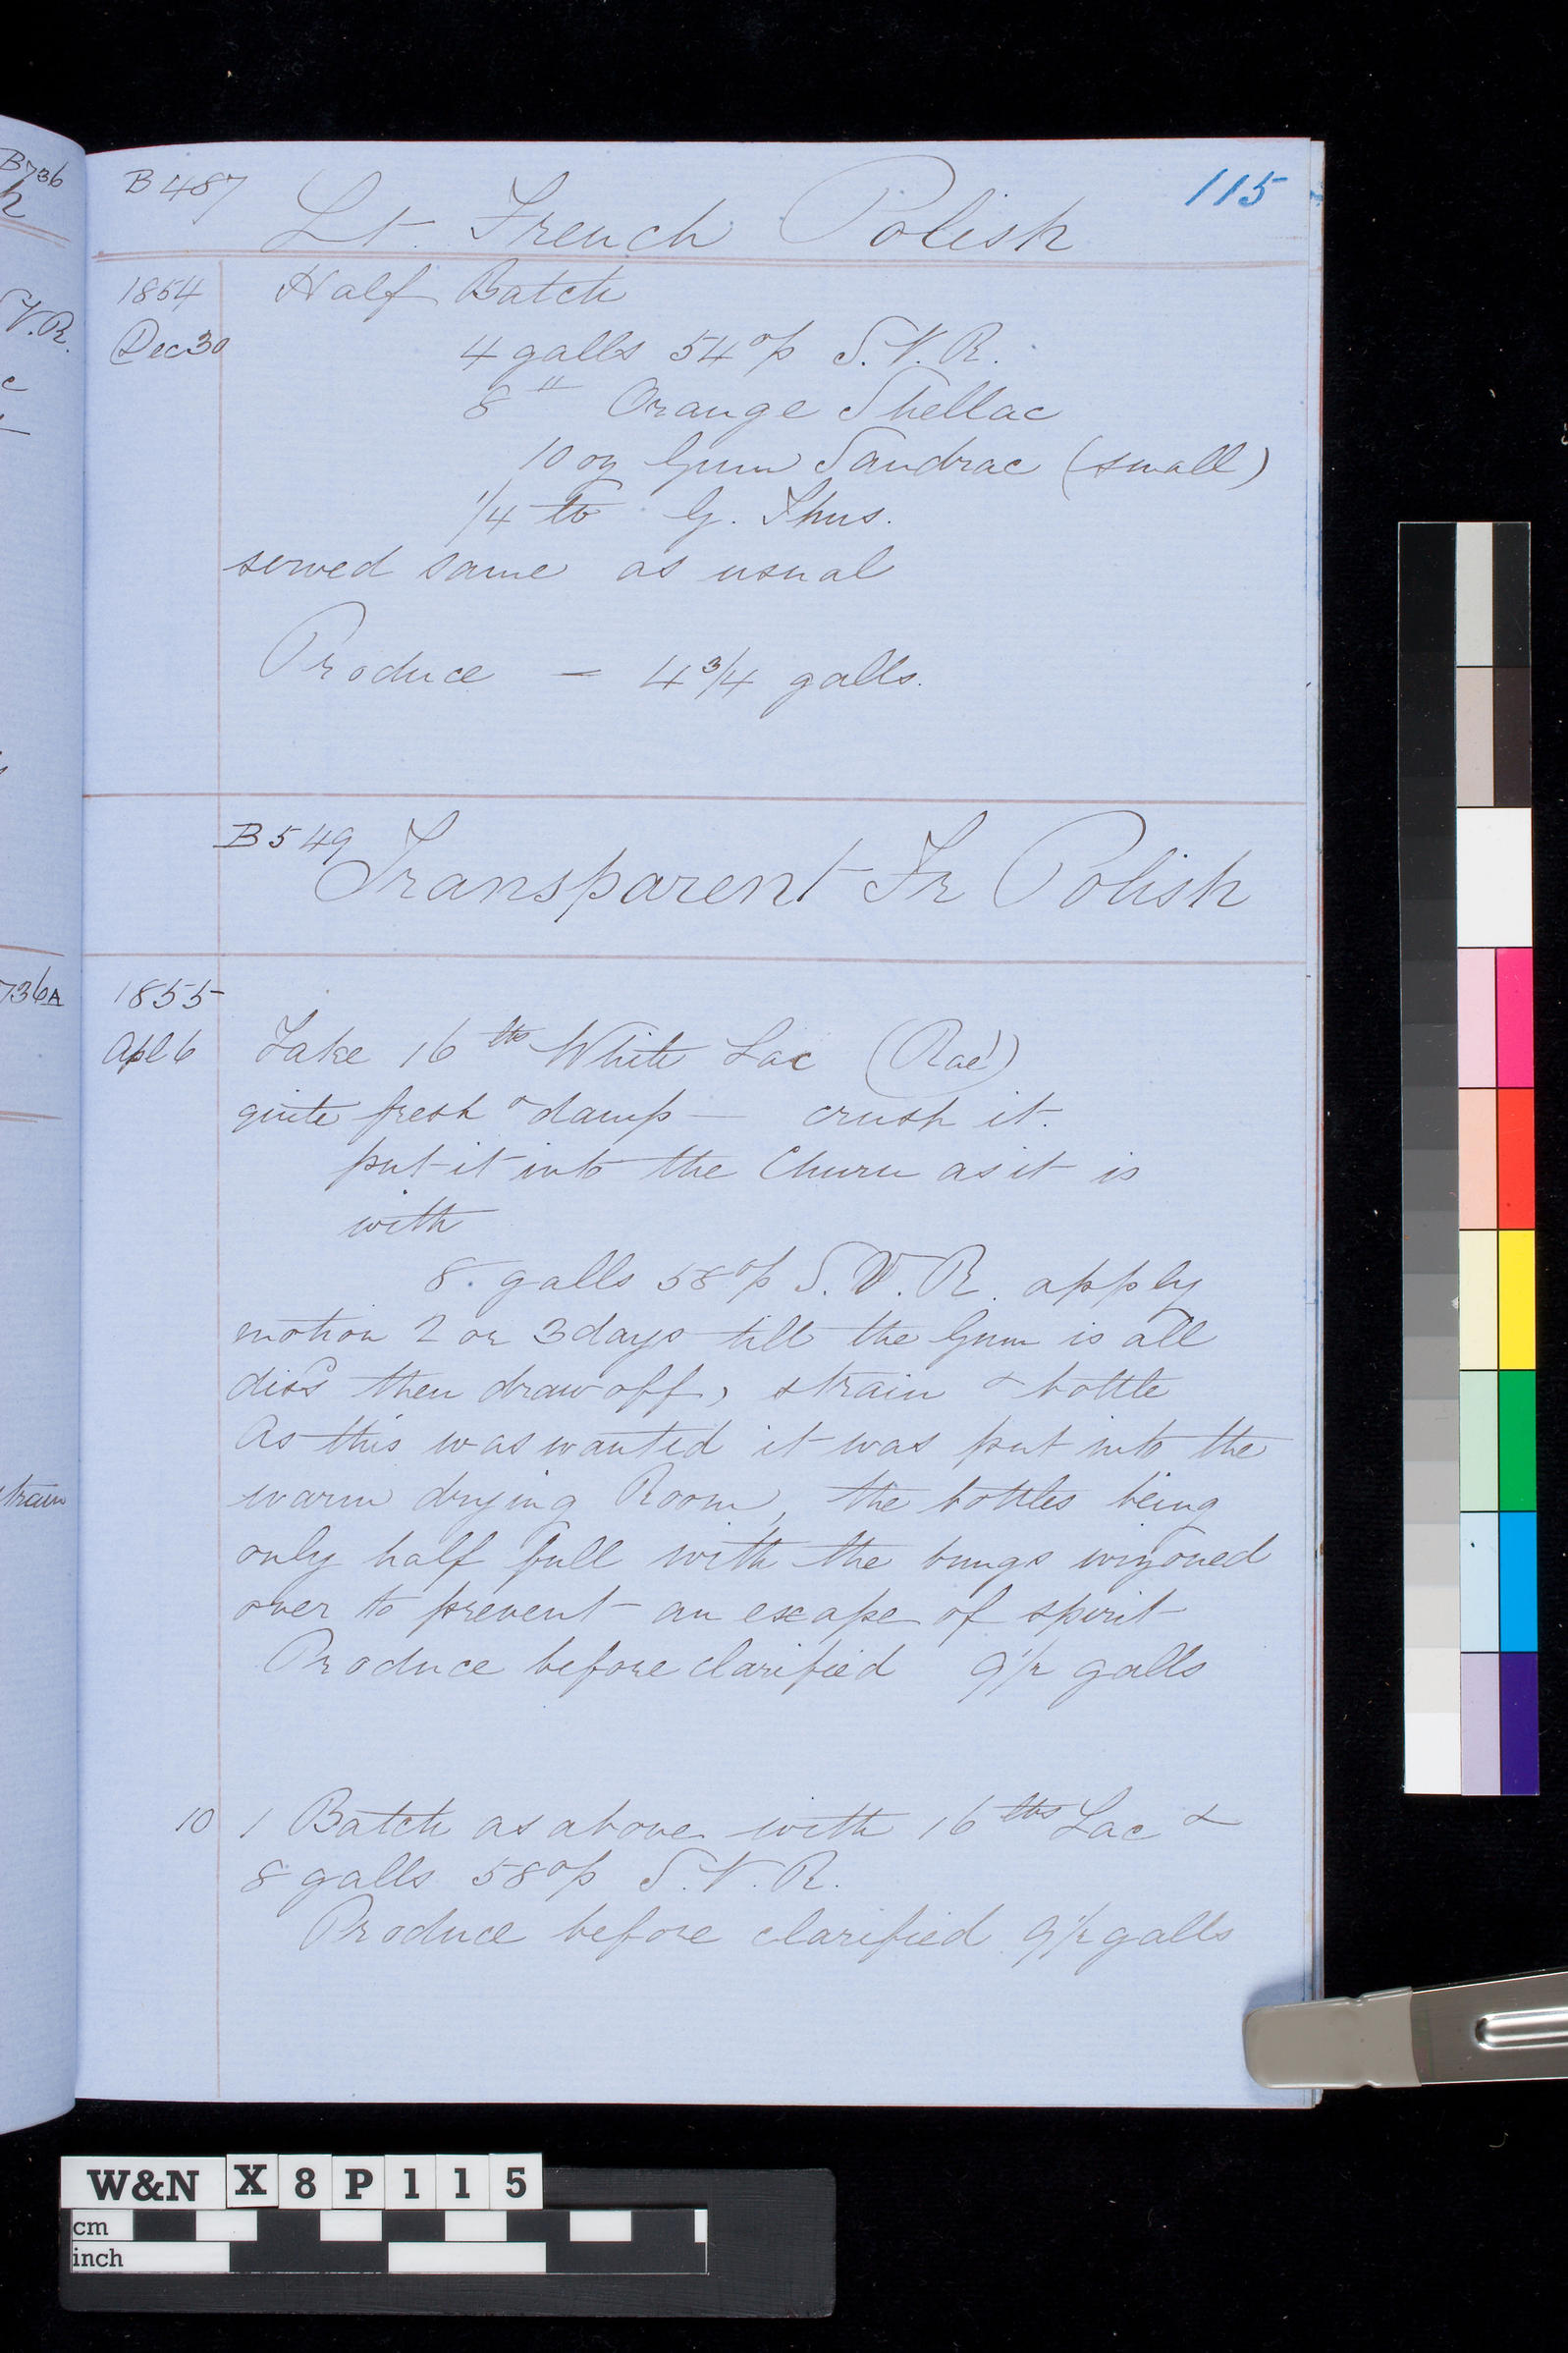 B736
h
V.R.
c
736A
strain
B487
115
Lt. French Polish
1854
Half Batch
Dec 30
4 galls 54 o/p S.V.R.
8 " Orange Shellac
10 oz Gum Sandrac (small)
1/4 lb G. Thus.
served same as usual
Produce — 4 3/4 galls.
B549
Transparent Fr Polish
1855
Apl 6
Take 16 lbs White Lac (Rae)
quite fresh & damp — crush it.
put it into the Churn as it is
with
8. galls 58 o/p S.V.R. apply
motion 2 or 3 days till the Gum is all
diss then draw off, strain & bottle
As this was wanted it was put into the
warm drying Room, the bottles being
only half full with the bungs
over to prevent an escape of spirit
Produce before clarified 9 1/2 galls
10
1 Batch as above with 16 lbs Lac &
8 galls 58 o/p S.V.R.
Produce before clarified 9 1/2 galls
W&N X 8 P 1 1 5
cm
inch